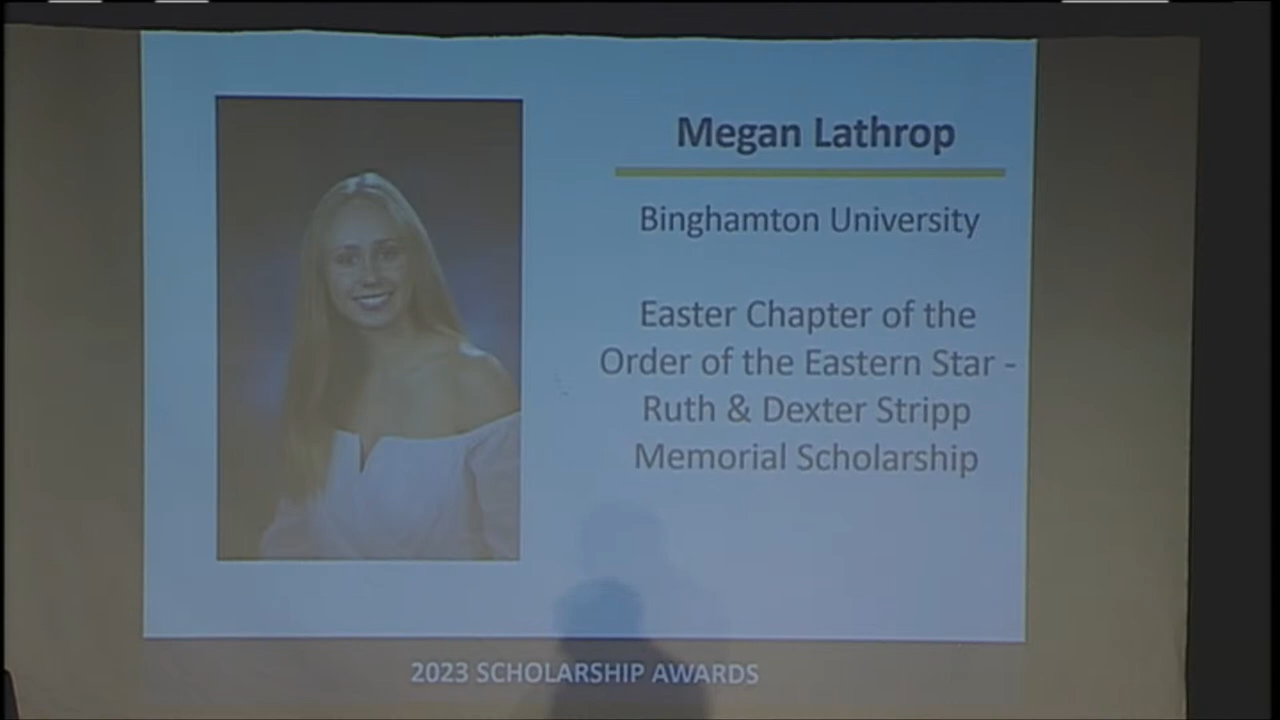 Megan Lathrop
Binghamton University
Easter Chapter of the
Order of the Eastern Star -
Ruth & Dexter Stripp
Memorial Scholarship
2023 SCHOLARSHIP AWARDS